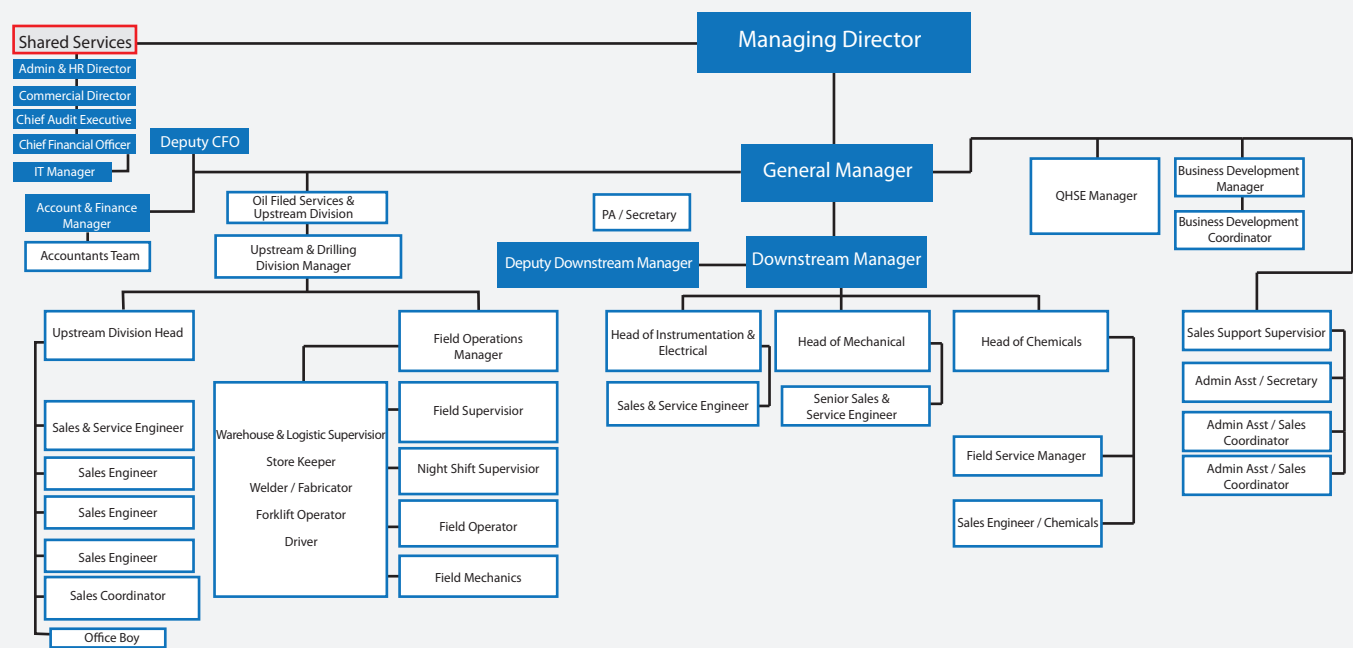 Managing Director
Shared Services
Admin & HR Director
Commercial Director
Chief Audit Executive
Chief Financial Officer
IT Manager
Deputy CFO
General Manager
Account & Finance
Manager
Accountants Team
Oil Filed Services &
Upstream Division
Upstream & Drilling
Division Manager
PA / Secretary
QHSE Manager
Business Development
Manager
Business Development
Coordinator
Deputy Downstream Manager
Downstream Manager
Upstream Division Head
Sales & Service Engineer
Sales Engineer
Sales Engineer
Sales Engineer
Sales Coordinator
Office Boy
Field Operations
Manager
Warehouse & Logistic Supervisior
Store Keeper
Welder / Fabricator
Forklift Operator
Driver
Field Supervisior
Night Shift Supervisior
Field Operator
Field Mechanics
Head of Instrumentation &
Electrical
Sales & Service Engineer
Head of Mechanical
Senior Sales &
Service Engineer
Head of Chemicals
Field Service Manager
Sales Engineer / Chemicals
Sales Support Supervisior
Admin Asst / Secretary
Admin Asst / Sales
Coordinator
Admin Asst / Sales
Coordinator